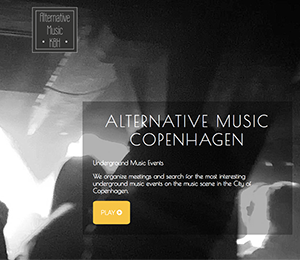 Alternative
Music
KBH
ALTERNATIVE MUSIC
COPENHAGEN
Underground Music Events
We organize meetings and search for the most interesting
underground music events on the music scene in the City of
Copenhagen.
PLAY